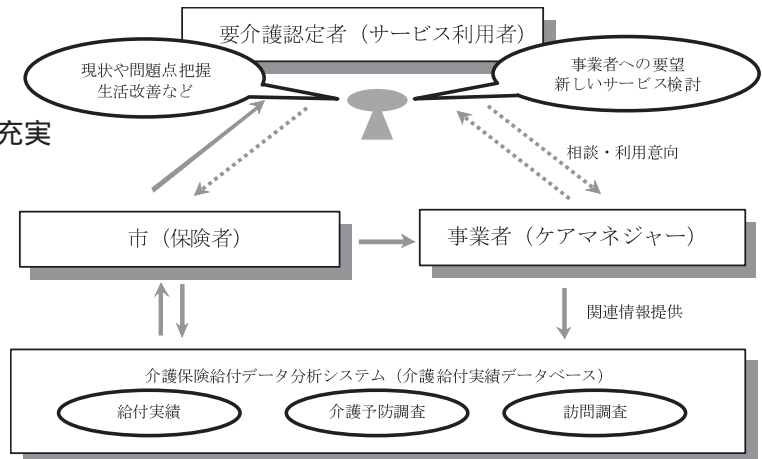 要介護認定者（サービス利用者）
現状や問題点把握
生活改善など
事業者への要望
新しいサービス検討
充実
相談・利用意向
市（保険者）
事業者（ケアマネジャー）
関連情報提供
介護保険給付データ分析システム（介護給付実績データベース）
給付実績
介護予防調査
訪問調査